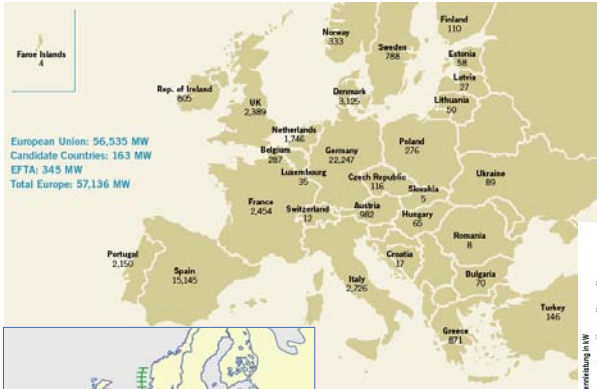 Finland
110
Norway
333
Sweden
788
Faroe Islands
4
Estonia
58
Latvia
27
Rep. of Ireland
805
Denmark
3,125
Lithuania
50
UK
2,389
Netherlands
1,746
European Union: 56,535 MW
Candidate Countries: 163 MW
EFTA: 345 MW
Total Europe: 57,136 MW
Belgium
287
Germany
22,247
Poland
276
Luxembourg
35
Czech Republic
116
Ukraine
89
Slovakia
5
France
2,454
Switzerland
12
Austria
982
Hungary
65
Romania
8
Portugal
2,150
Spain
15,145
Croatia
17
Italy
2,726
Bulgaria
70
Turkey
146
Greece
871
ennleistung in kW